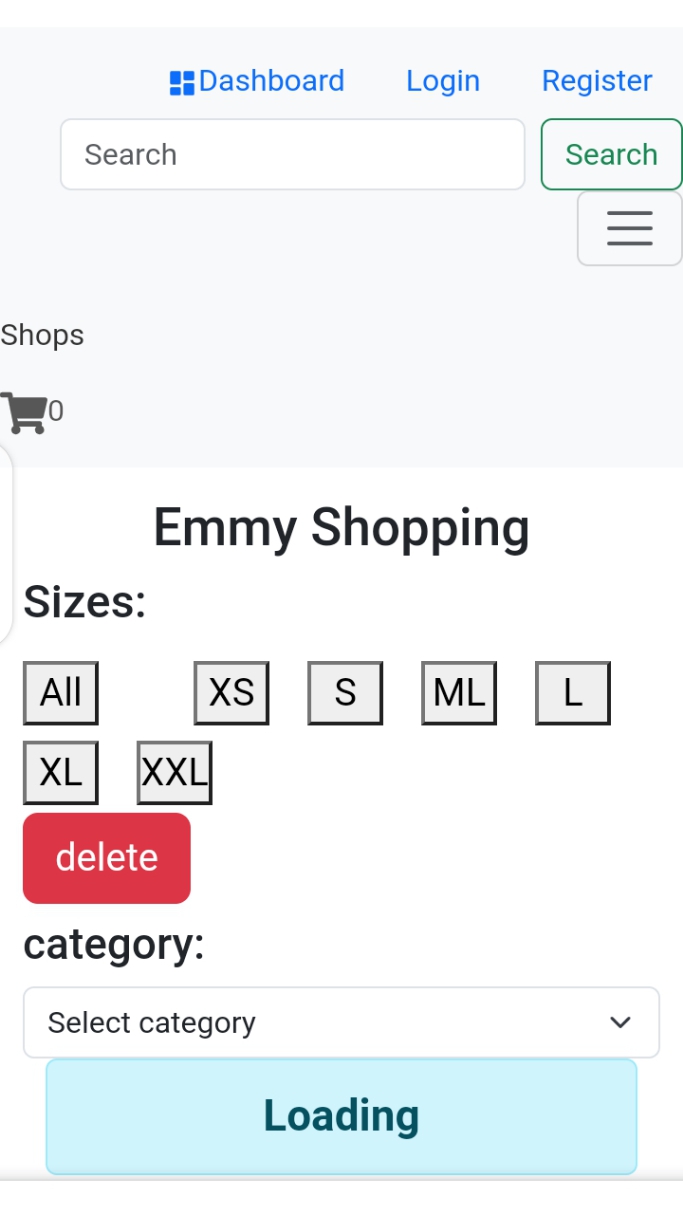 Dashboard Login Register
Search Search
Shops
0
Emmy Shopping
Sizes:
All XS S ML L
XL XXL
delete
category:
Select category
Loading